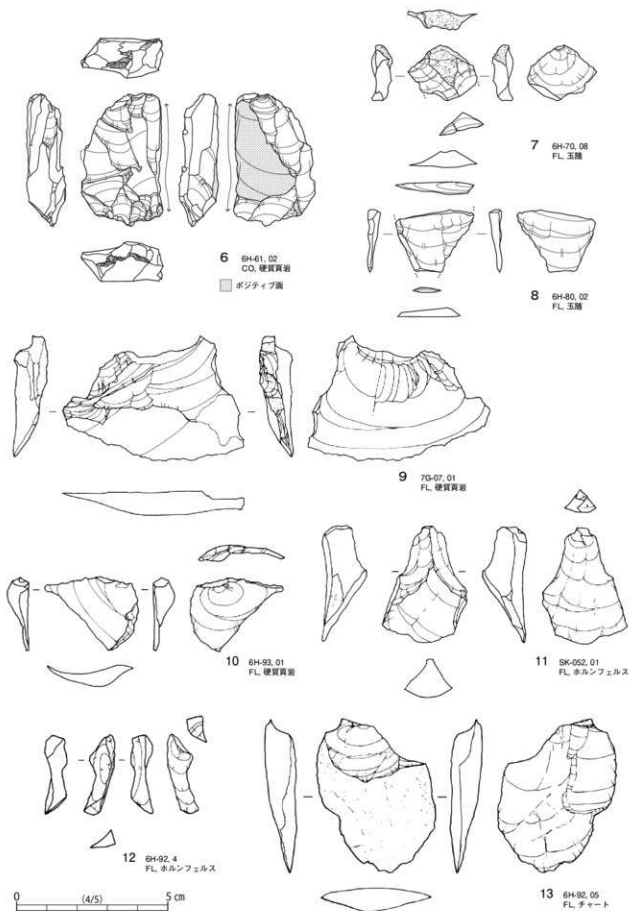 6 6H-61, 02
CO, 硬質頁岩
ポジティブ面
7 6H-70, 08
FL, 玉髄
8 6H-80, 02
FL, 玉髄
9 7G-07, 01
FL, 硬質頁岩
10 6H-93, 01
FL, 硬質頁岩
11 SK-052, 01
FL, ホルンフェルス
12 6H-92, 4
FL, ホルンフェルス
13 6H-92, 05
FL, チャート
0 (4/5) 5 cm